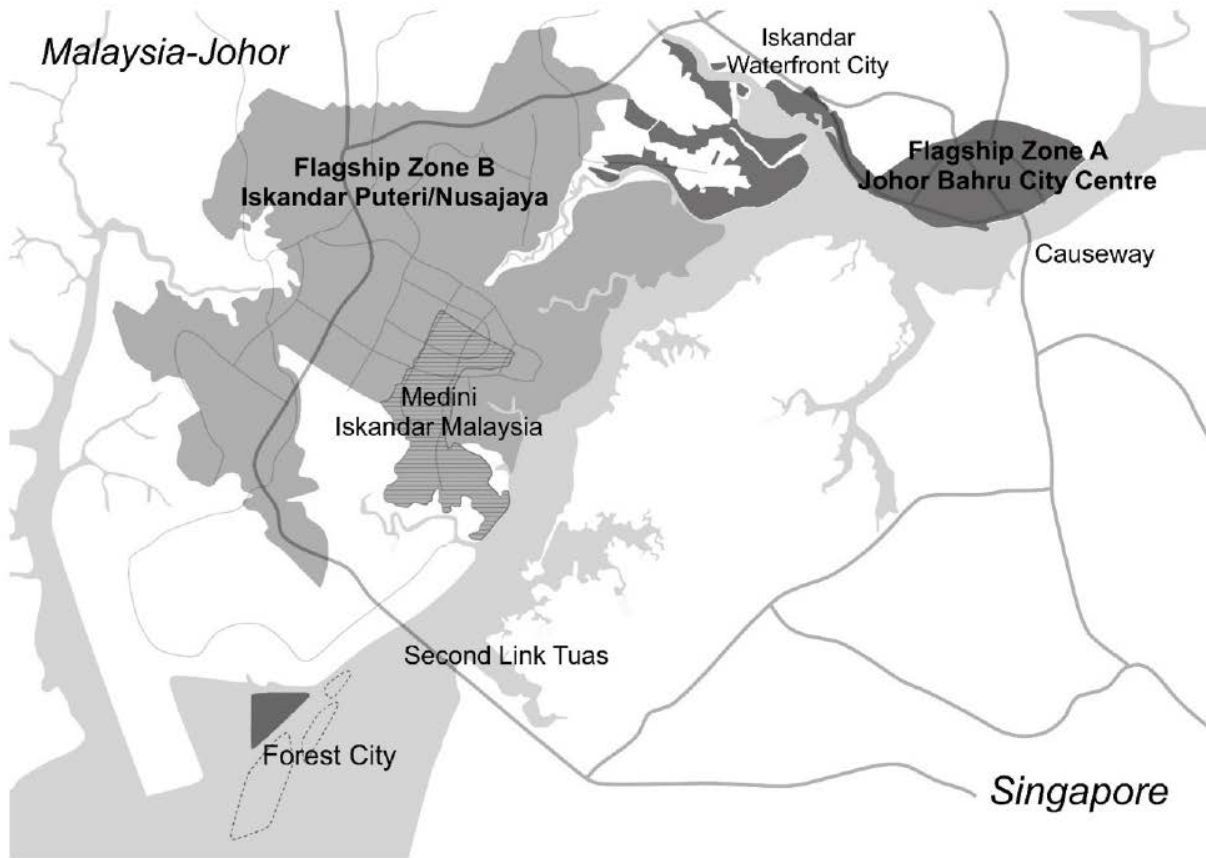 Malaysia-Johor
Iskandar
Waterfront City
Flagship Zone B
Iskandar Puteri/Nusajaya
Flagship Zone A
Johor Bahru City Centre
Causeway
Medini
Iskandar Malaysia
Second Link Tuas
Forest City
Singapore